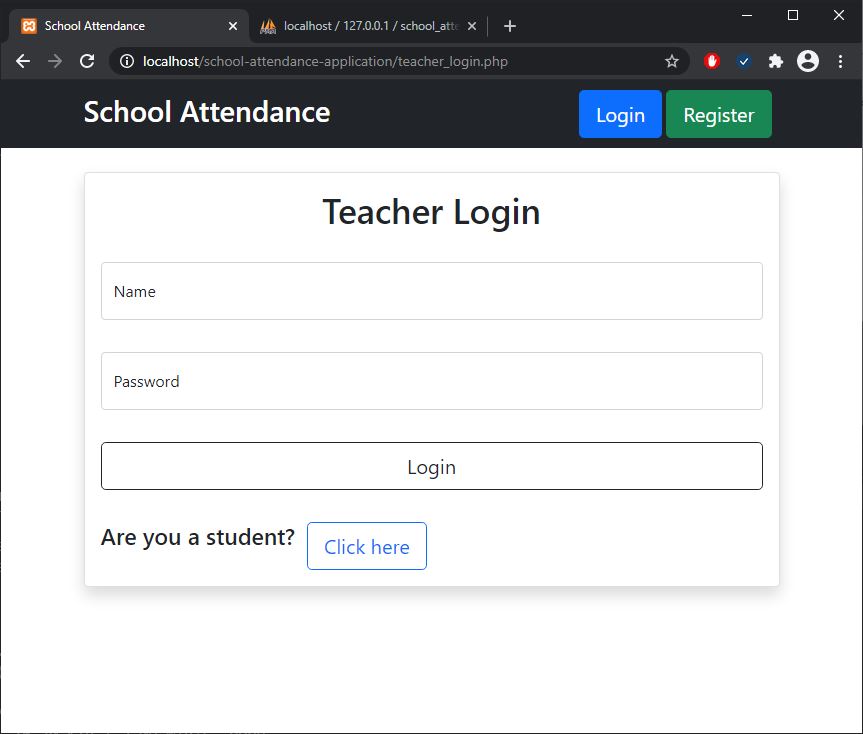 School Attendance
localhost / 127.0.0.1 / school_atte
localhost/school-attendance-application/teacher_login.php
School Attendance
Login
Register
Teacher Login
Name
Password
Login
Are you a student?
Click here